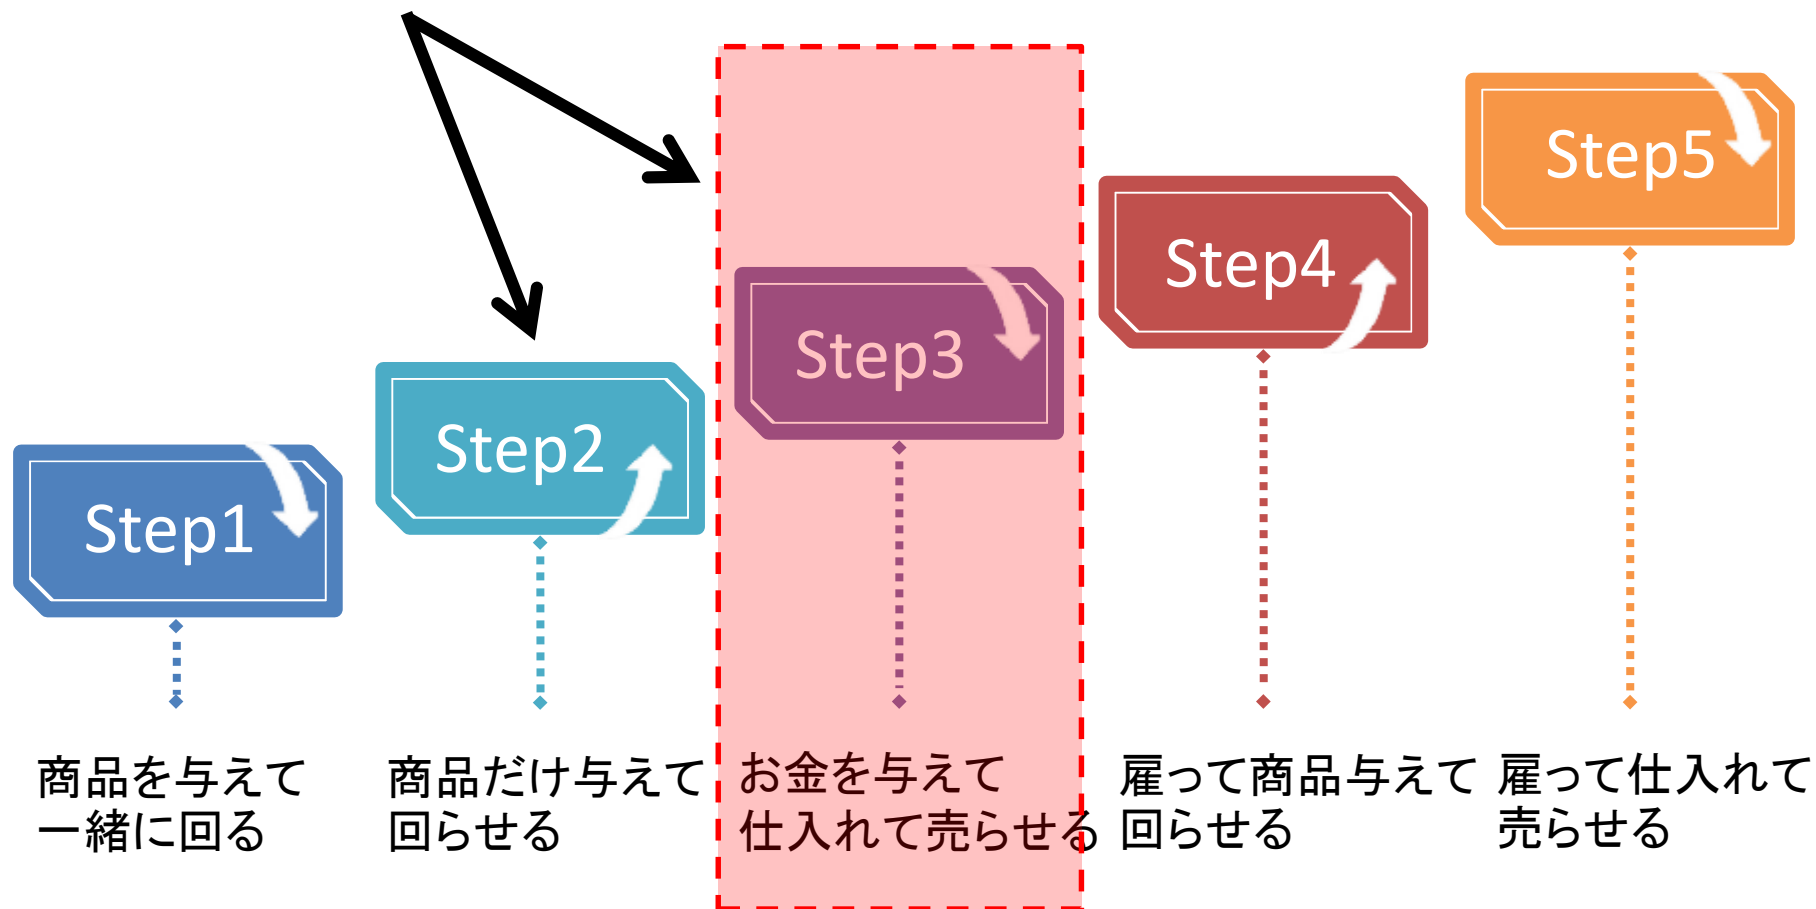 Step1
商品を与えて
一緒に回る
Step2
商品だけ与えて
回らせる
Step3
お金を与えて
仕入れて売らせる
Step4
雇って商品与えて
回らせる
Step5
雇って仕入れて
売らせる